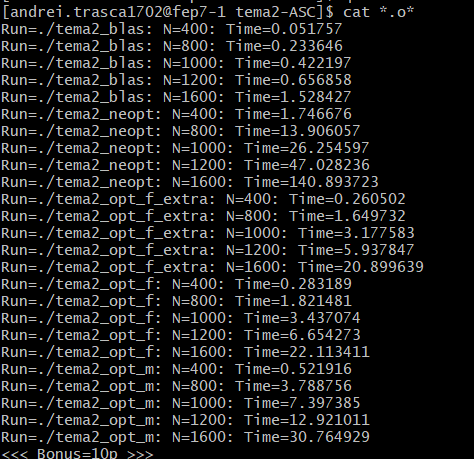 [andrei.trasca1702@fep7-1 tema2-ASC]$ cat *.o*
Run=./tema2_blas: N=400: Time=0.051757
Run=./tema2_blas: N=800: Time=0.233646
Run=./tema2_blas: N=1000: Time=0.422197
Run=./tema2_blas: N=1200: Time=0.656858
Run=./tema2_blas: N=1600: Time=1.528427
Run=./tema2_neopt: N=400: Time=1.746676
Run=./tema2_neopt: N=800: Time=13.906057
Run=./tema2_neopt: N=1000: Time=26.254597
Run=./tema2_neopt: N=1200: Time=47.028236
Run=./tema2_neopt: N=1600: Time=140.893723
Run=./tema2_opt_f_extra: N=400: Time=0.260502
Run=./tema2_opt_f_extra: N=800: Time=1.649732
Run=./tema2_opt_f_extra: N=1000: Time=3.177583
Run=./tema2_opt_f_extra: N=1200: Time=5.937847
Run=./tema2_opt_f_extra: N=1600: Time=20.899639
Run=./tema2_opt_f: N=400: Time=0.283189
Run=./tema2_opt_f: N=800: Time=1.821481
Run=./tema2_opt_f: N=1000: Time=3.437074
Run=./tema2_opt_f: N=1200: Time=6.654273
Run=./tema2_opt_f: N=1600: Time=22.113411
Run=./tema2_opt_m: N=400: Time=0.521916
Run=./tema2_opt_m: N=800: Time=3.788756
Run=./tema2_opt_m: N=1000: Time=7.397385
Run=./tema2_opt_m: N=1200: Time=12.921011
Run=./tema2_opt_m: N=1600: Time=30.764929
<<< Bonus=10p >>>